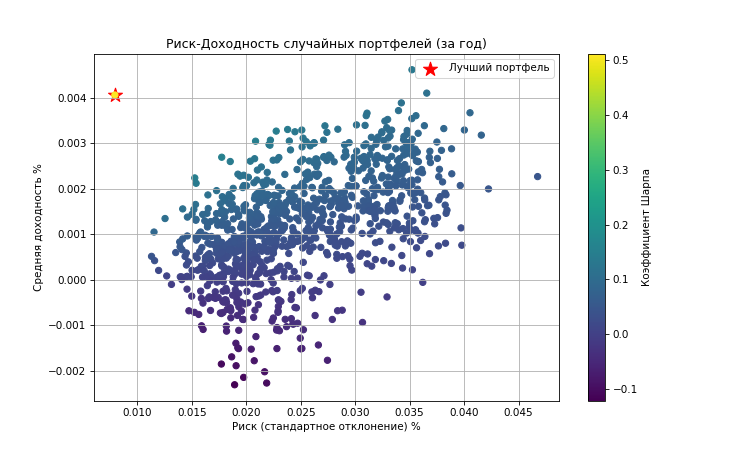 Риск-Доходность случайных портфелей (за год)
Лучший портфель
0.004
0.003
0.002
0.001
0.000
−0.001
−0.002
Средняя доходность %
0.010 0.015 0.020 0.025 0.030 0.035 0.040 0.045
Риск (стандартное отклонение) %
0.5
0.4
0.3
0.2
0.1
0.0
−0.1
Коэффициент Шарпа